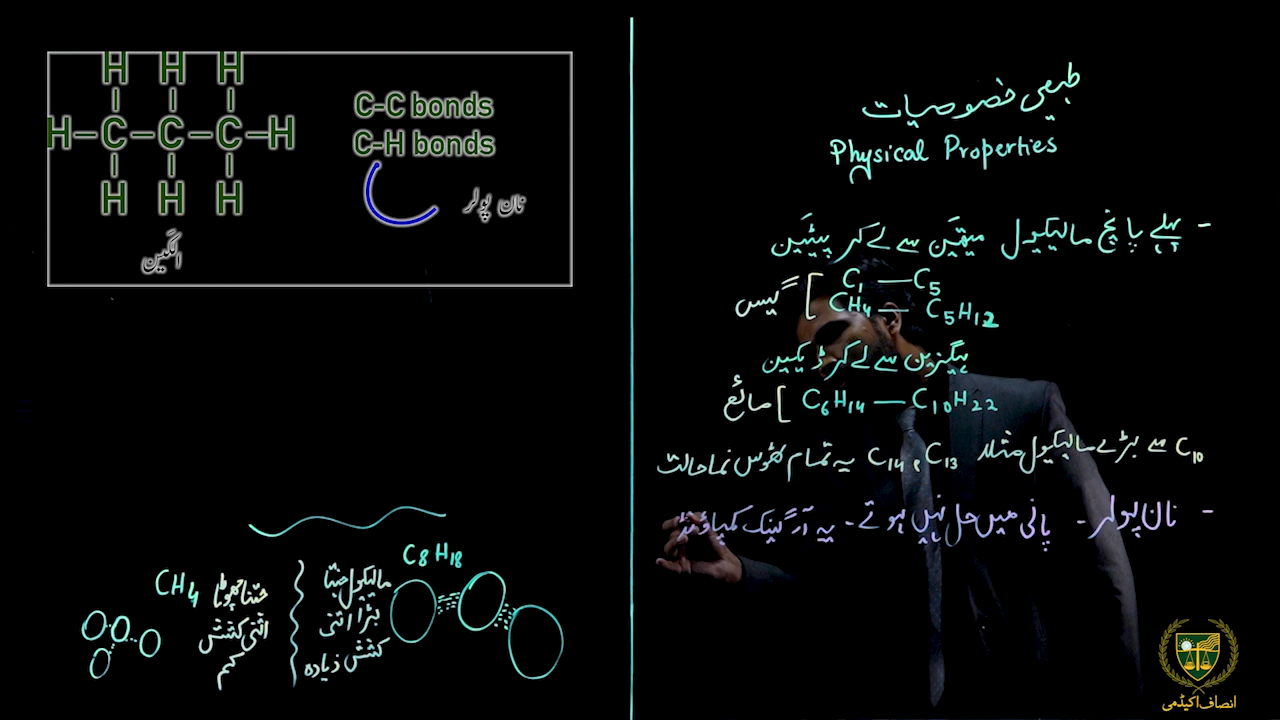 H H H
H-C-C-C-H
H H H
الکین
C-C bonds
C-H bonds
نان پولر
طبعی خصوصیات
Physical Properties
- پہلے پانچ مالیکیول میتھین سے لے کر پینٹین
C1 — C5
CH4 — C5H12
] گیس
ہیگزین سے لے کر ڈیکین
C6H14 — C10H22 ] مائع
C10 سے بڑے مالیکیول مثلا C13 ، C14 یہ تمام ٹھوس نما حالت
- نان پولر - پانی میں حل نہیں ہوتے - یہ آرگینک کمپاؤنڈ
CH4
جتنا چھوٹا
اتنی کشش
کم
C8H18
مالیکیول جتنا
بڑا اتنی
کشش زیادہ
انصاف اکیڈمی